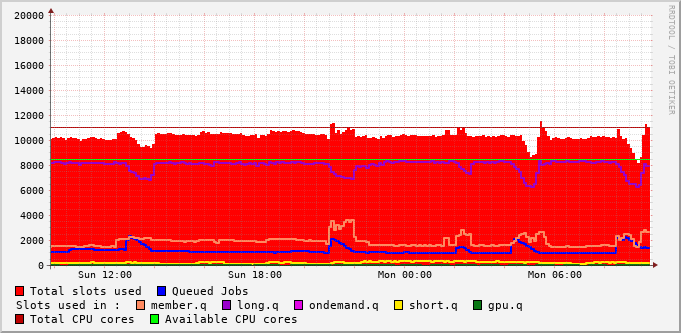 20000
18000
16000
14000
12000
10000
8000
6000
4000
2000
0
Sun 12:00 Sun 18:00 Mon 00:00 Mon 06:00
RRDTOOL / TOBI OETIKER
Total slots used Queued Jobs
Slots used in : member.q long.q ondemand.q short.q gpu.q
Total CPU cores Available CPU cores